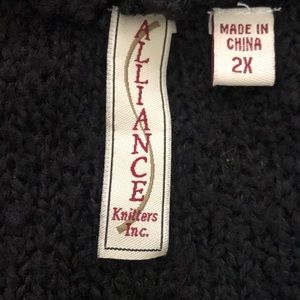 ALLIANCE
Knitters
Inc.
MADE IN
CHINA
2X